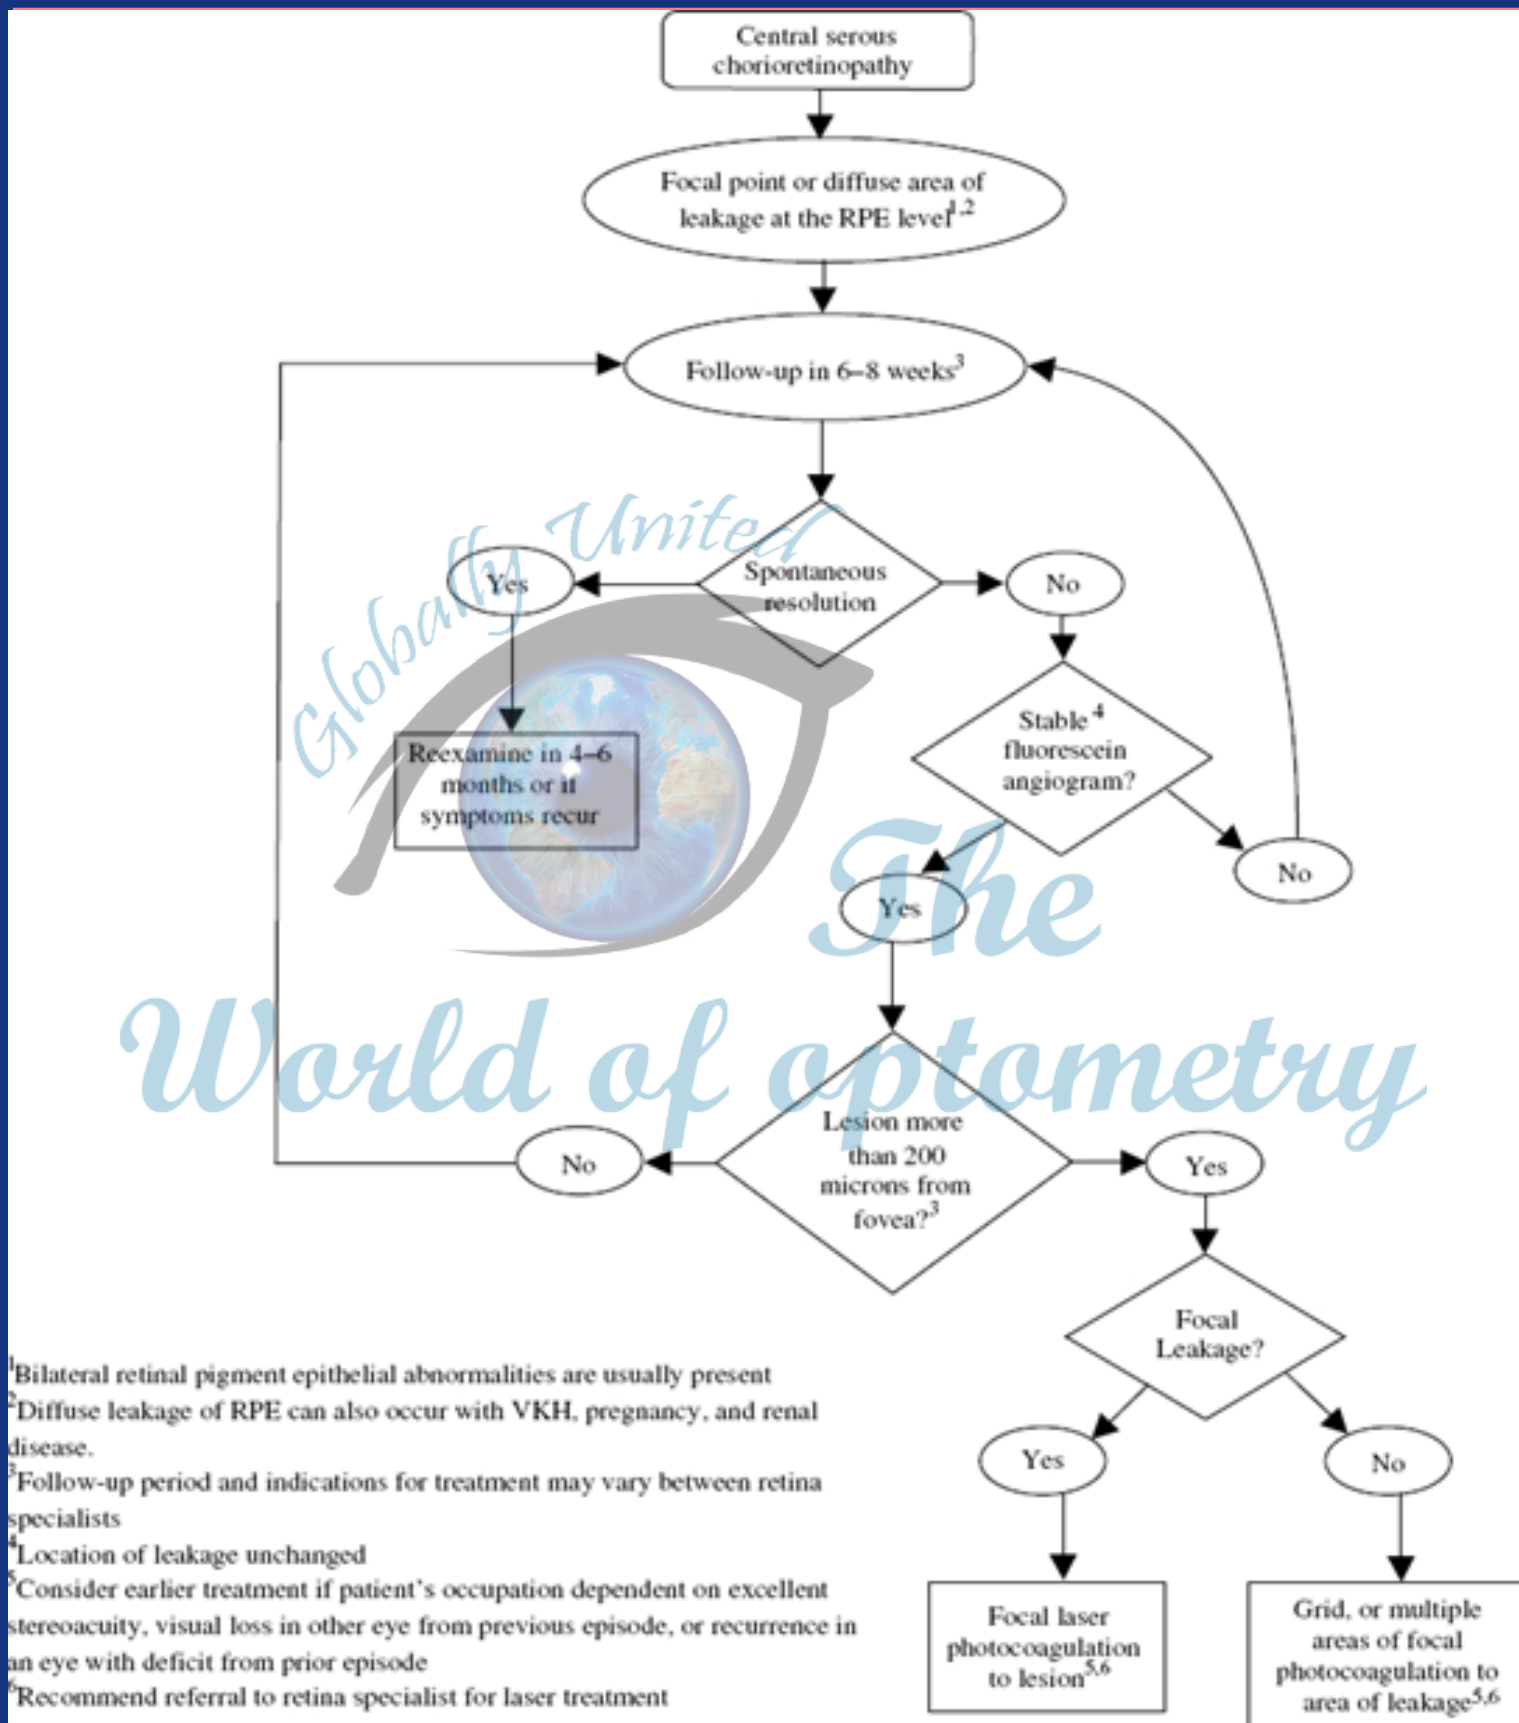 Central serous
chorioretinopathy
Focal point or diffuse area of
leakage at the RPE level1,2
Follow-up in 6–8 weeks3
Globally United
Spontaneous
resolution
Yes
No
Stable 4
fluorescein
angiogram?
Reexamine in 4–6
months or if
symptoms recur
No
Yes
The
World of optometry
Lesion more
than 200
microns from
fovea?3
No
Yes
Focal
Leakage?
Yes
No
Focal laser
photocoagulation
to lesion5,6
Grid, or multiple
areas of focal
photocoagulation to
area of leakage5,6
1Bilateral retinal pigment epithelial abnormalities are usually present
2Diffuse leakage of RPE can also occur with VKH, pregnancy, and renal
disease.
3Follow-up period and indications for treatment may vary between retina
specialists
4Location of leakage unchanged
5Consider earlier treatment if patient's occupation dependent on excellent
stereoacuity, visual loss in other eye from previous episode, or recurrence in
an eye with deficit from prior episode
6Recommend referral to retina specialist for laser treatment